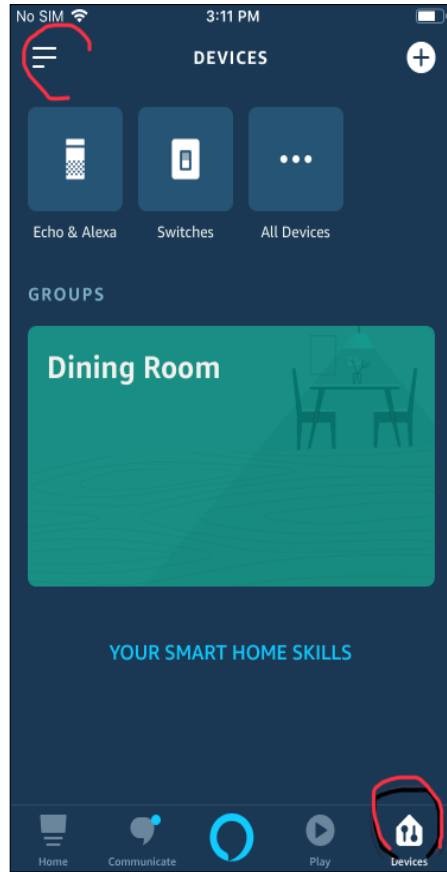 No SIM 3:11 PM
DEVICES
Echo & Alexa Switches All Devices
GROUPS
Dining Room
YOUR SMART HOME SKILLS
Home Communicate Play Devices